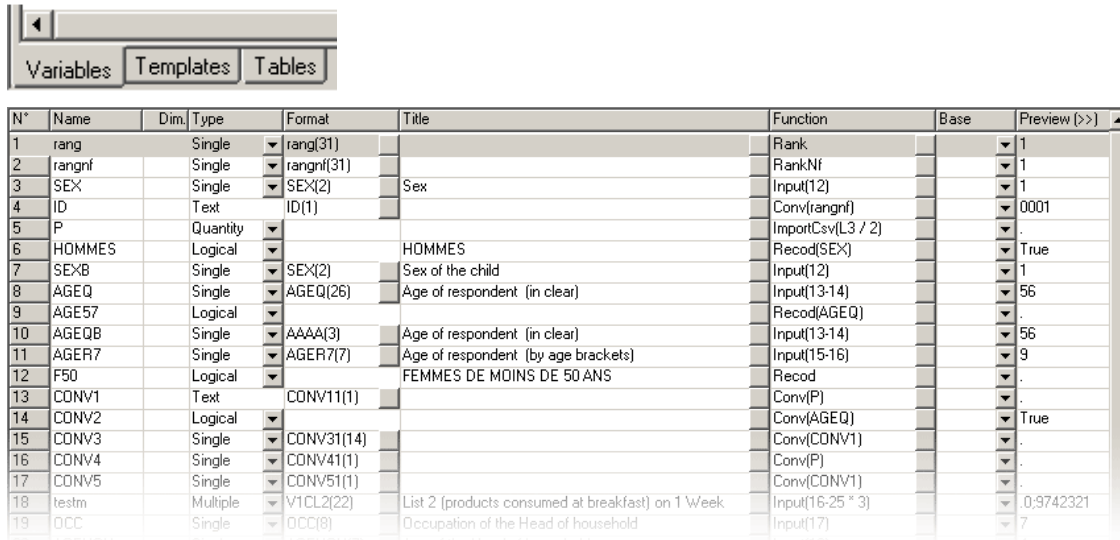 Variables Templates Tables
N° Name Dim. Type Format Title Function Base Preview (>>)
1 rang Single rang(31) Rank 1
2 rangnf Single rangnf(31) RankNf 1
3 SEX Single SEX(2) Sex Input(12) 1
4 ID Text ID(1) Conv(rangnf) 0001
5 P Quantity ImportCsv(L3 / 2) .
6 HOMMES Logical HOMMES Recod(SEX) True
7 SEXB Single SEX(2) Sex of the child Input(12) 1
8 AGEQ Single AGEQ(26) Age of respondent (in clear) Input(13-14) 56
9 AGE57 Logical Recod(AGEQ) .
10 AGEQB Single AAAA(3) Age of respondent (in clear) Input(13-14) 56
11 AGER7 Single AGER7(7) Age of respondent (by age brackets) Input(15-16) 9
12 F50 Logical FEMMES DE MOINS DE 50 ANS Recod .
13 CONV1 Text CONV11(1) Conv(P) .
14 CONV2 Logical Conv(AGEQ) True
15 CONV3 Single CONV31(14) Conv(CONV1) .
16 CONV4 Single CONV41(1) Conv(P) .
17 CONV5 Single CONV51(1) Conv(CONV1) .
18 testm Multiple V1CL2(22) List 2 (products consumed at breakfast) on 1 Week Input(16-25 * 3) .0;9742321
19 OCC Single OCC(8) Occupation of the Head of household Input(17) 7